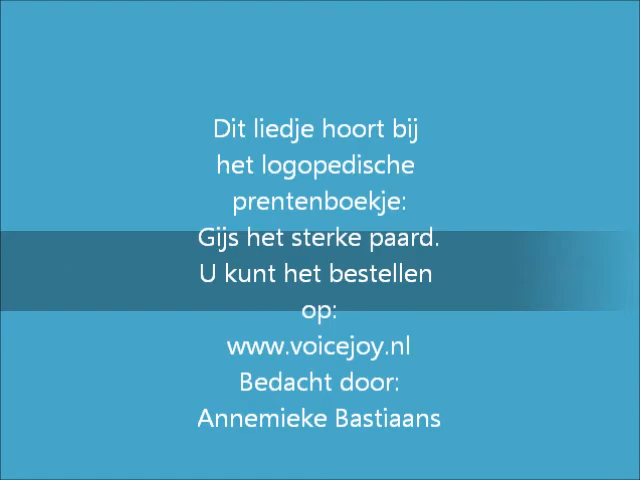 Dit liedje hoort bij
het logopedische
prentenboekje:
Gijs het sterke paard.
U kunt het bestellen
op:
www.voicejoy.nl
Bedacht door:
Annemieke Bastiaans